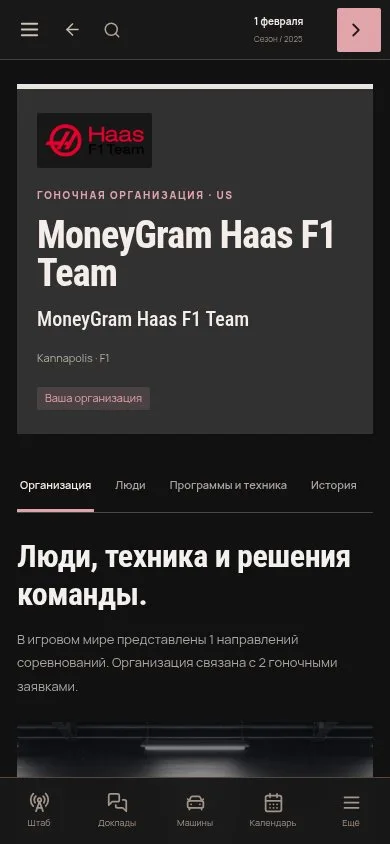 1 февраля
Сезон / 2025
Haas
F1 Team
ГОНОЧНАЯ ОРГАНИЗАЦИЯ · US
MoneyGram Haas F1
Team
MoneyGram Haas F1 Team
Kannapolis · F1
Ваша организация
Организация Люди Программы и техника История
Люди, техника и решения
команды.
В игровом мире представлены 1 направлений
соревнований. Организация связана с 2 гоночными
заявками.
Штаб Доклады Машины Календарь Ещё